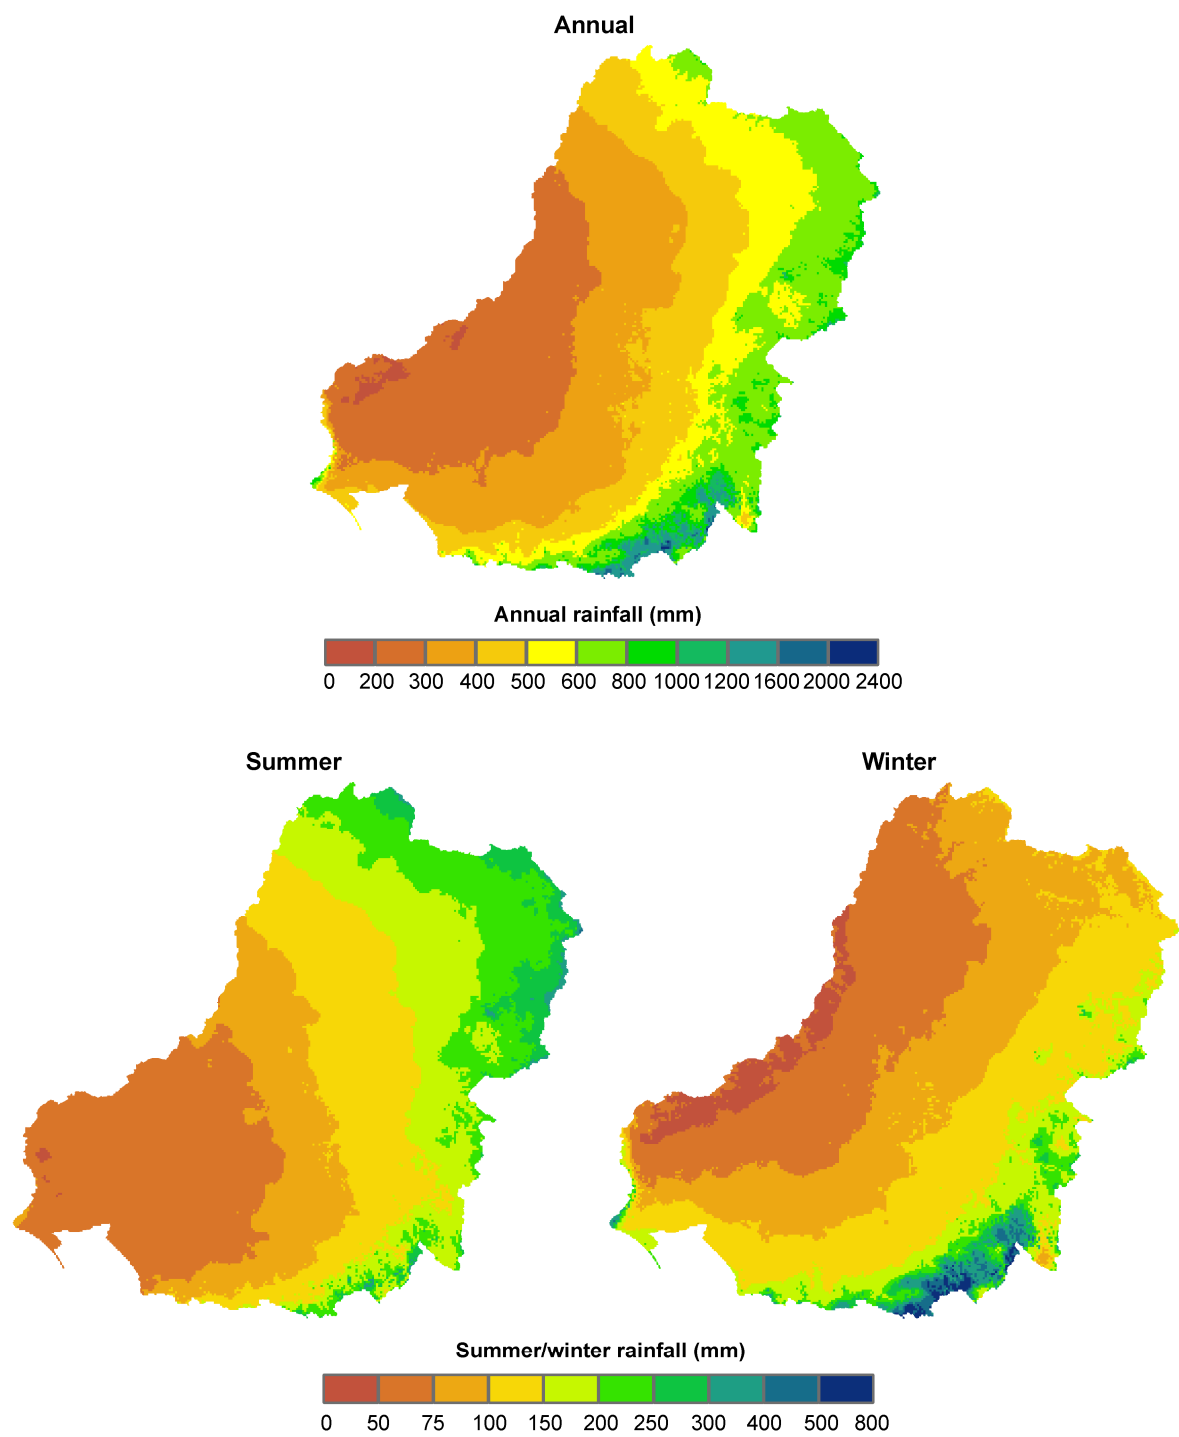 Annual
Annual rainfall (mm)
0 200 300 400 500 600 800 1000 1200 1600 2000 2400
Summer Winter
Summer/winter rainfall (mm)
0 50 75 100 150 200 250 300 400 500 800